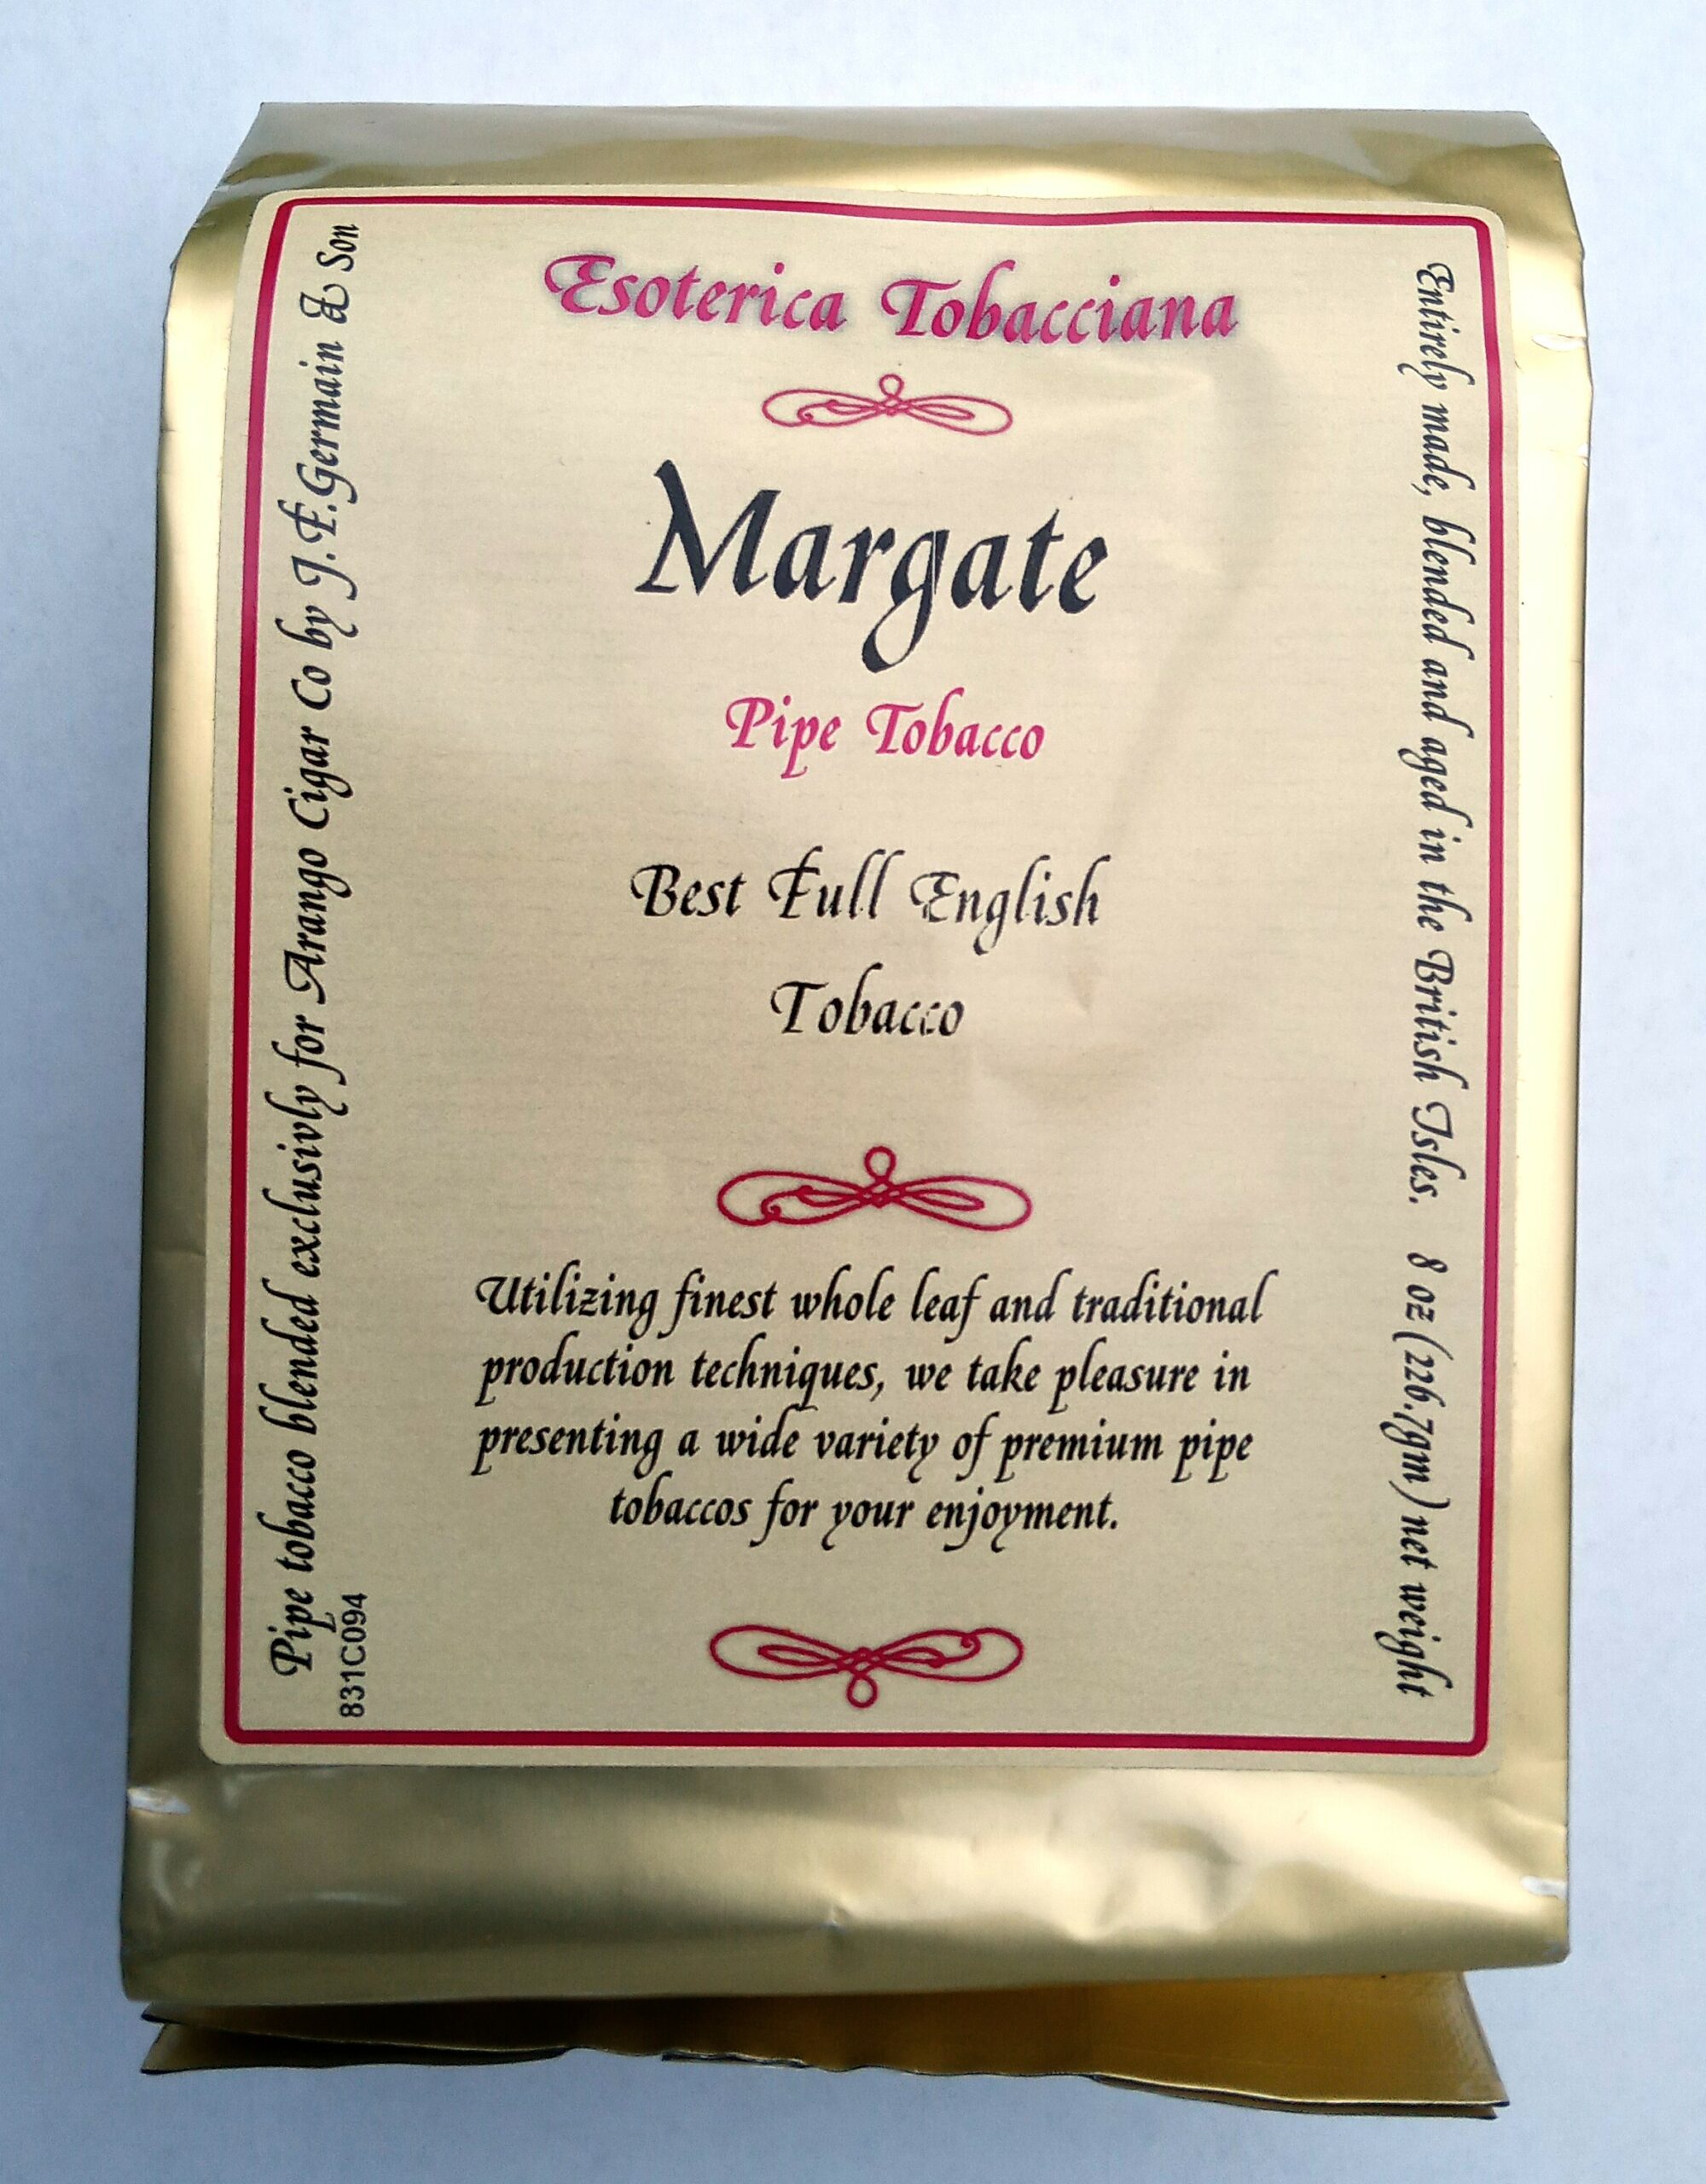 Esoterica Tobacciana
Margate
Pipe Tobacco
Best Full English
Tobacco
Utilizing finest whole leaf and traditional
production techniques, we take pleasure in
presenting a wide variety of premium pipe
tobaccos for your enjoyment.
Pipe tobacco blended exclusivly for Arango Cigar Co by J.F.Germain & Son
831C094
Entirely made, blended and aged in the British Isles. 8 oz (226.7gm) net weight